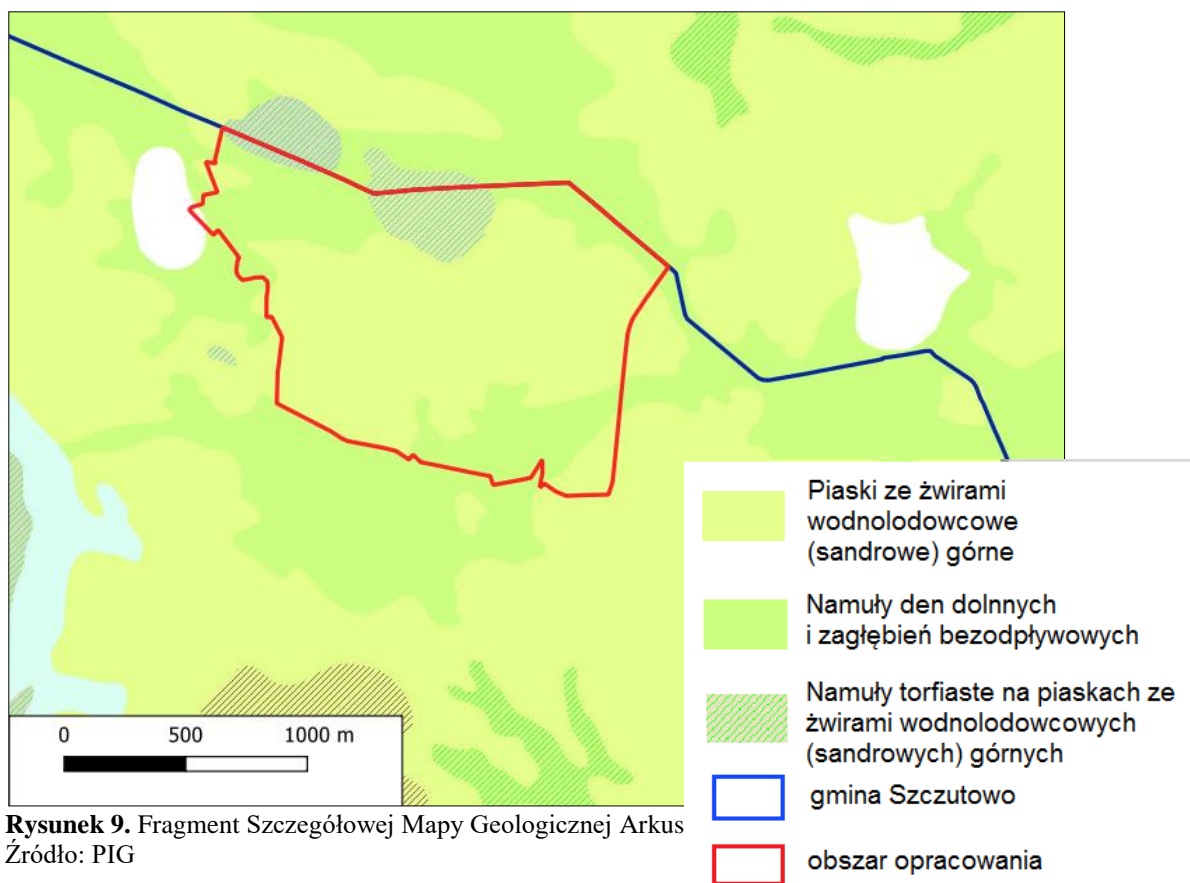 0 500 1000 m
Piaski ze żwirami
wodnolodowcowe
(sandrowe) górne
Namuły den dolnnych
i zagłębień bezodpływowych
Namuły torfiaste na piaskach ze
żwirami wodnolodowcowych
(sandrowych) górnych
gmina Szczutowo
obszar opracowania
Rysunek 9. Fragment Szczegółowej Mapy Geologicznej Arkus
Źródło: PIG